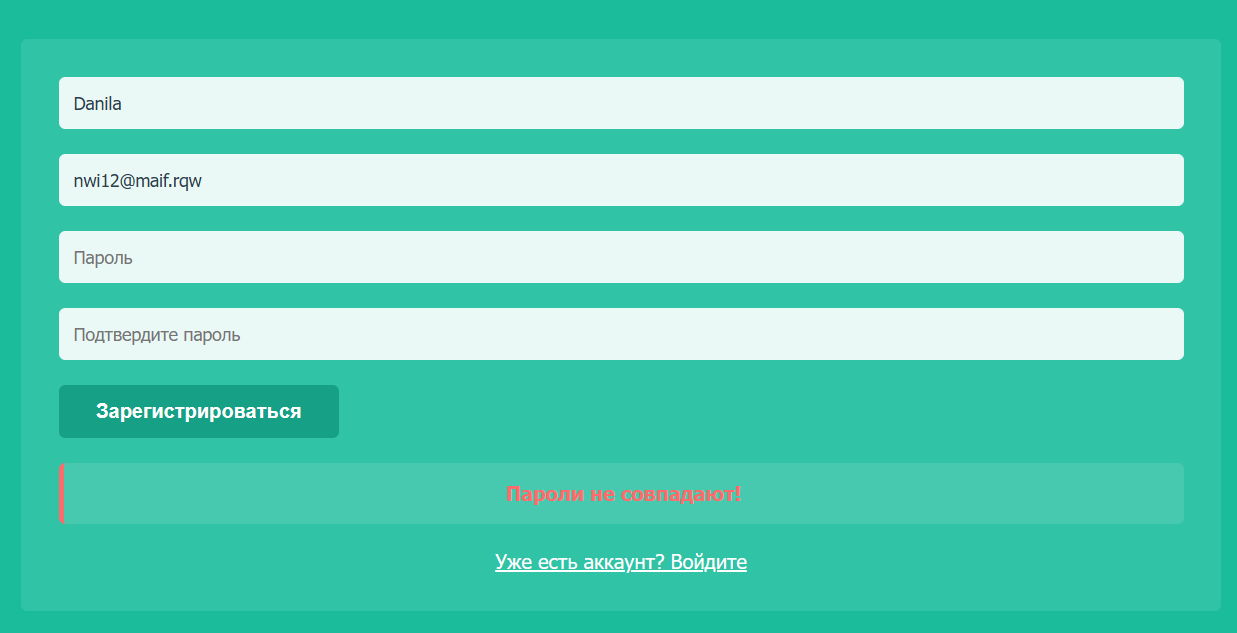 Danila
nwi12@maif.rqw
Пароль
Подтвердите пароль
Зарегистрироваться
Пароли не совпадают!
Уже есть аккаунт? Войдите